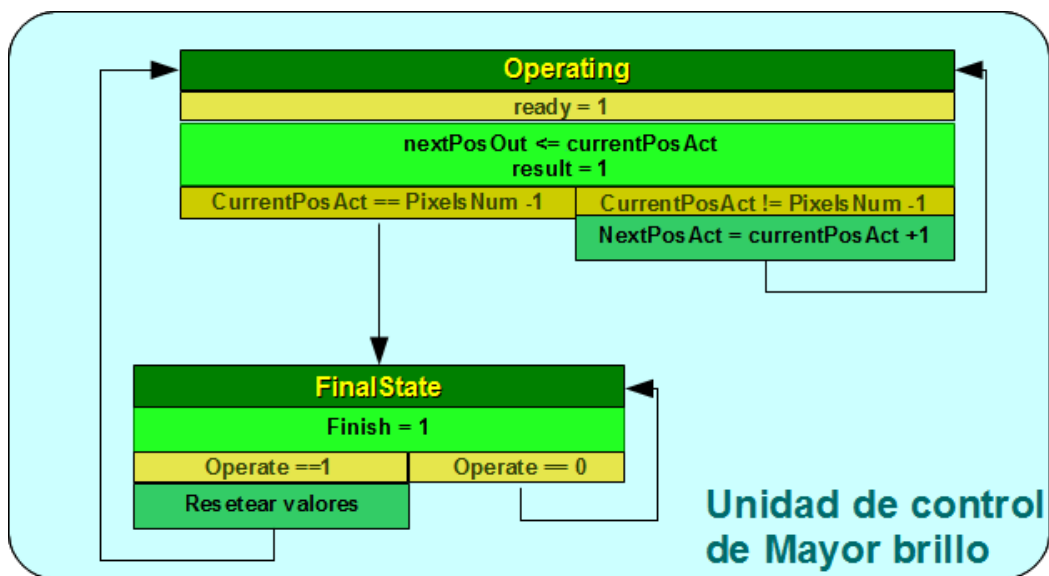 Operating
ready = 1
nextPosOut <= currentPosAct
result = 1
CurrentPosAct == PixelsNum -1
CurrentPosAct != PixelsNum -1
NextPosAct = currentPosAct +1
FinalState
Finish = 1
Operate ==1
Operate == 0
Resetear valores
Unidad de control
de Mayor brillo